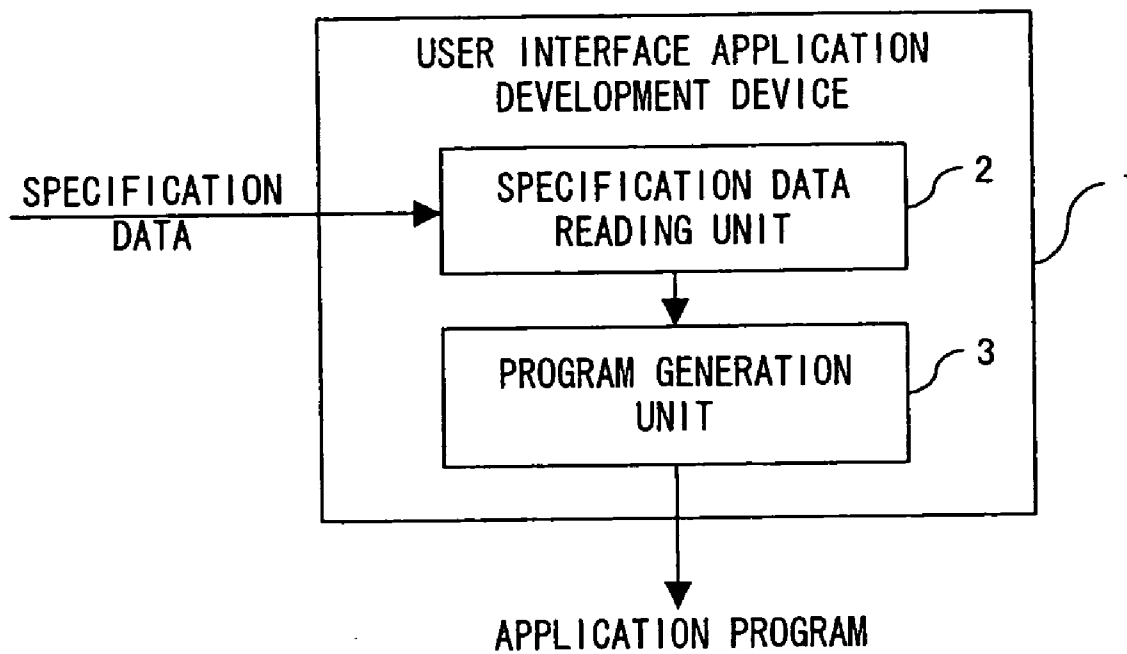 USER INTERFACE APPLICATION
DEVELOPMENT DEVICE
SPECIFICATION
DATA
SPECIFICATION DATA
READING UNIT
2
PROGRAM GENERATION
UNIT
3
APPLICATION PROGRAM